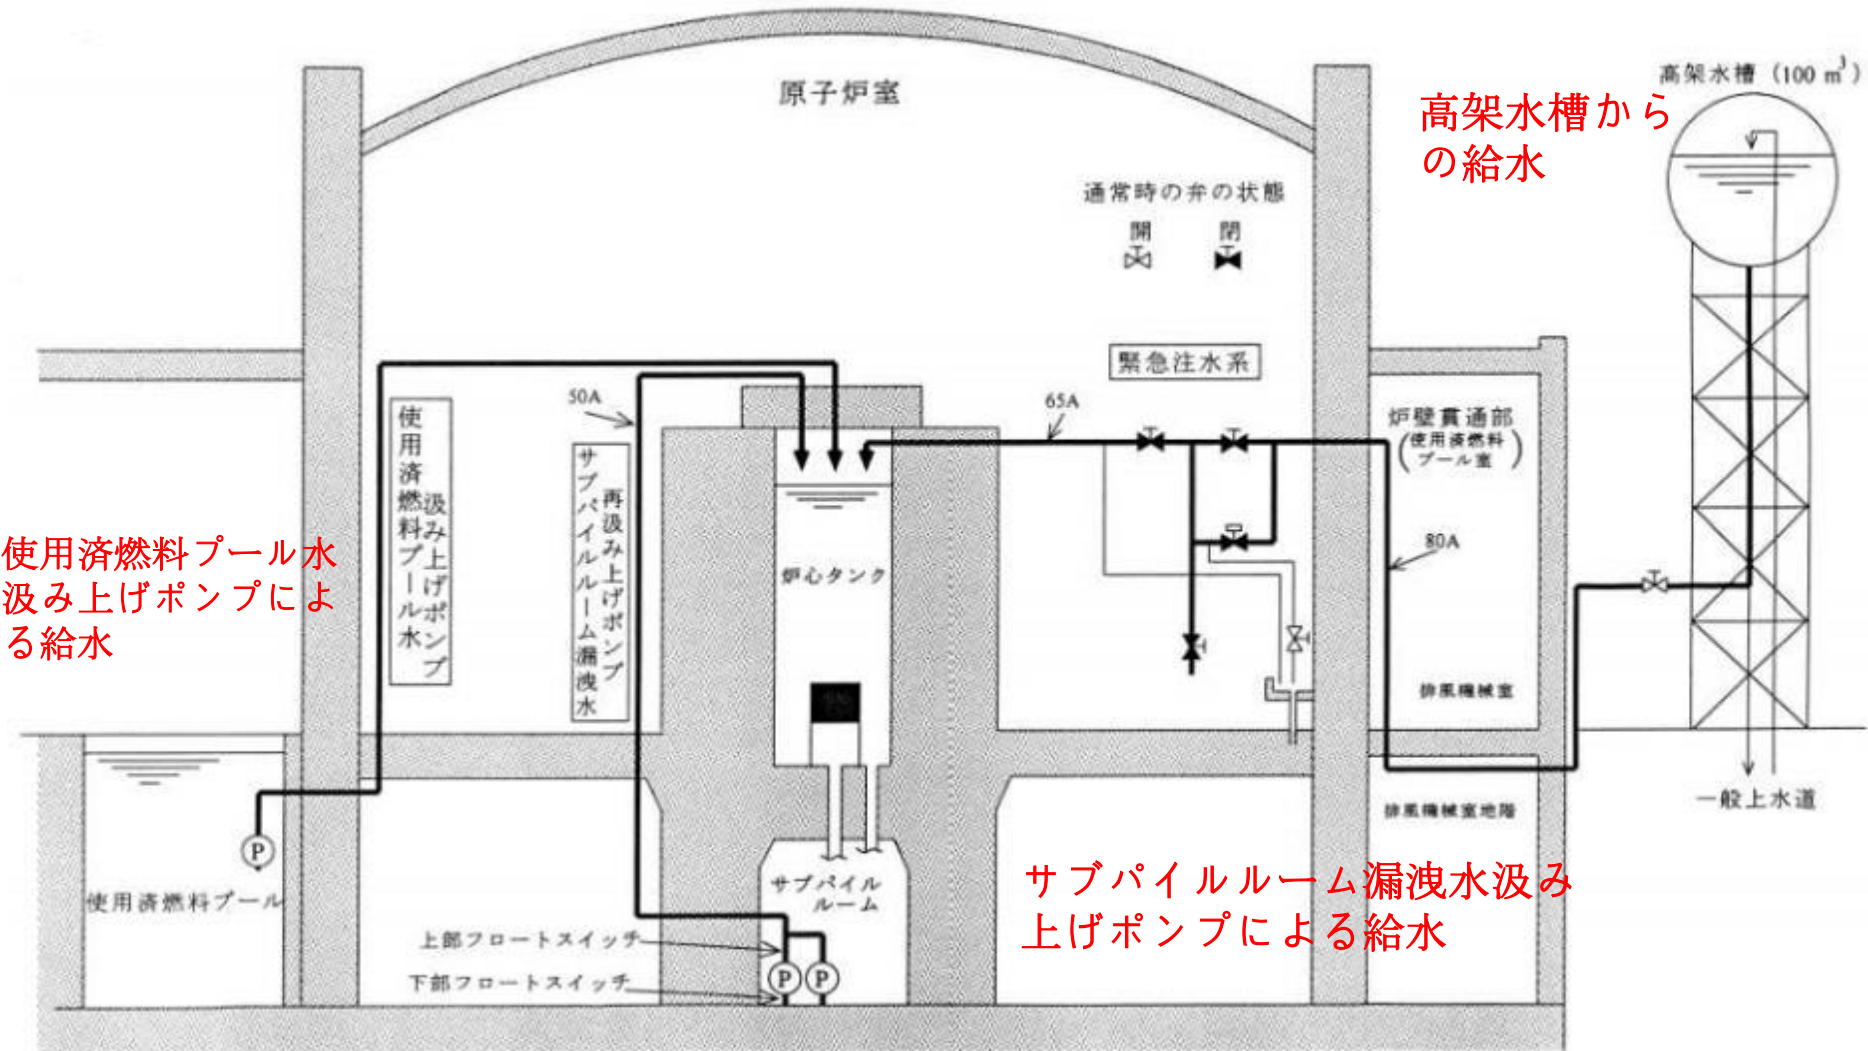 原子炉室
高架水槽 (100 m³)
高架水槽から
の給水
通常時の弁の状態
開 閉
緊急注水系
50A
65A
炉壁貫通部
(使用済燃料
プール室)
使用済燃料プール水
汲み上げポンプ
サブパイルルーム漏洩水
再汲み上げポンプ
使用済燃料プール水
汲み上げポンプによ
る給水
炉心タンク
80A
排風機械室
一般上水道
排風機械室地階
P
使用済燃料プール
サブパイル
ルーム
サブパイルルーム漏洩水汲み
上げポンプによる給水
上部フロートスイッチ
下部フロートスイッチ
P P